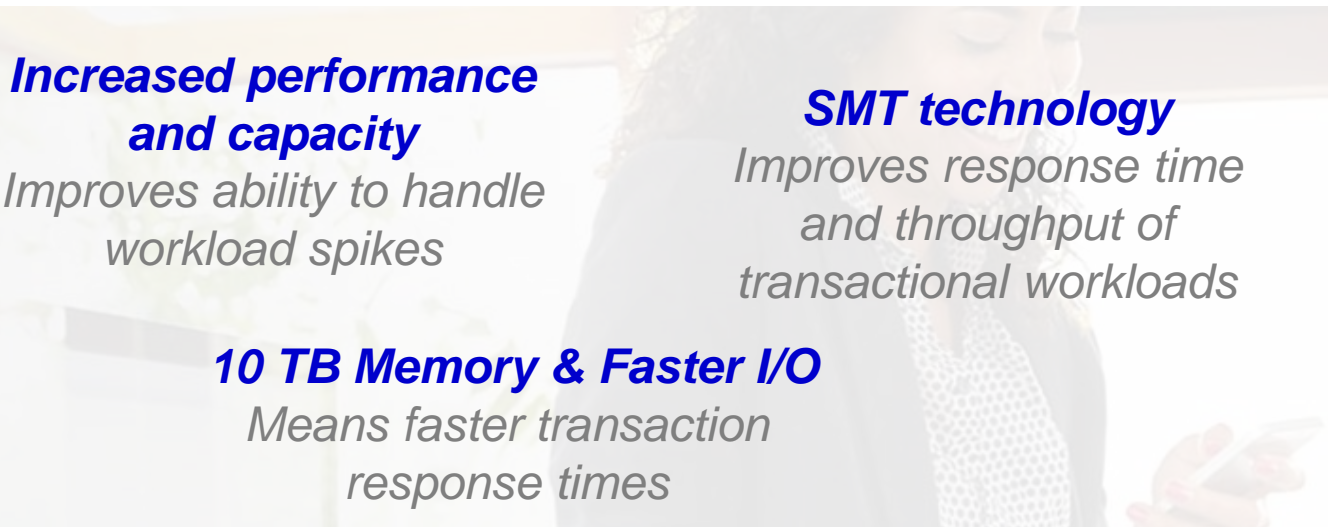 Increased performance
and capacity
Improves ability to handle
workload spikes
SMT technology
Improves response time
and throughput of
transactional workloads
10 TB Memory & Faster I/O
Means faster transaction
response times